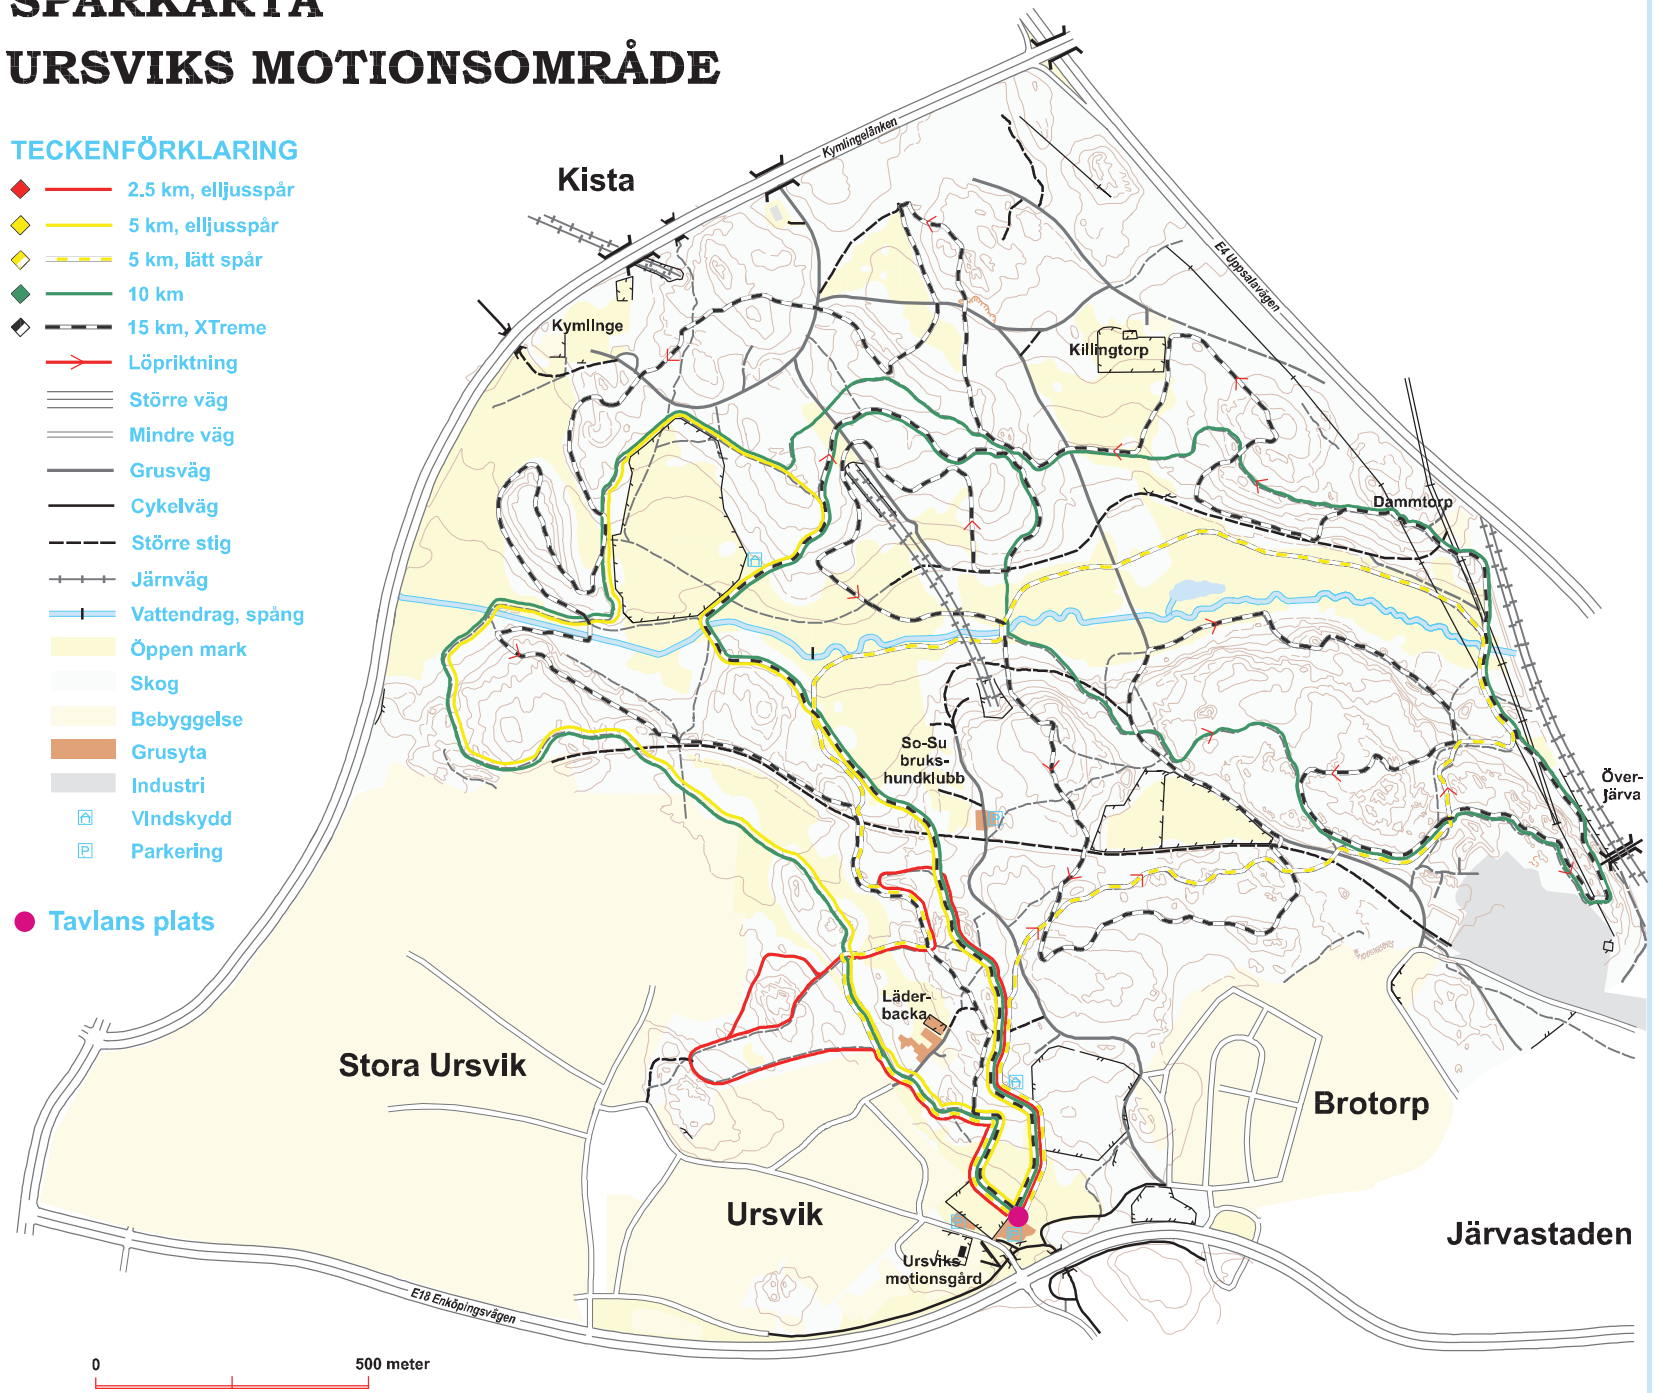 SPÅRKARTA
URSVIKS MOTIONSOMRÅDE
TECKENFÖRKLARING
2.5 km, elljusspår
5 km, elljusspår
5 km, lätt spår
10 km
15 km, XTreme
Löpriktning
Större väg
Mindre väg
Grusväg
Cykelväg
Större stig
Järnväg
Vattendrag, spång
Öppen mark
Skog
Bebyggelse
Grusyta
Industri
VIndskydd
P Parkering
Tavlans plats
Kista
Kymlingelänken
E4 Uppsalavägen
KymlInge
Killingtorp
Dammtorp
So-Su
bruks-
hundklubb
P
Över-
järva
Läder-
backa
Stora Ursvik
Brotorp
Ursvik
Järvastaden
Ursviks
motionsgård
E18 Enköpingsvägen
0 500 meter